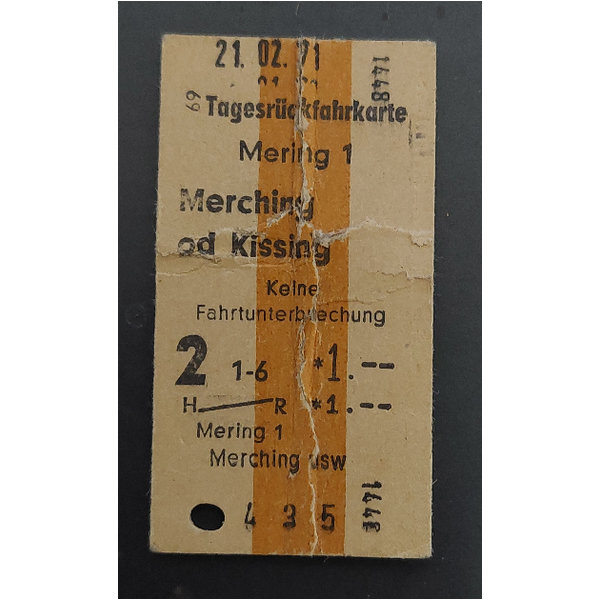 21. 02. 71
1448
69
Tagesrückfahrkarte
Mering 1
Merching
od Kissing
Keine
Fahrtunterbrechung
2 1-6 *1.--
H R *1.--
Mering 1
Merching usw
4 3 5
1448